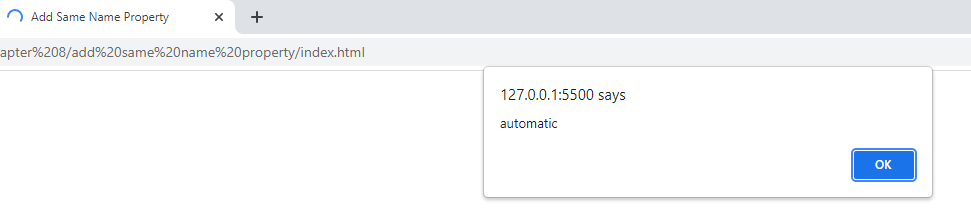 Add Same Name Property
apter%208/add%20same%20name%20property/index.html
127.0.0.1:5500 says
automatic
OK